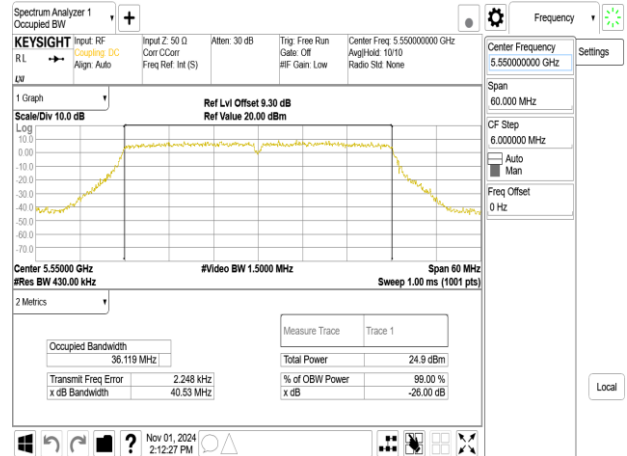 Spectrum Analyzer 1
Occupied BW
Frequency
KEYSIGHT
RL
Input: RF
Coupling: DC
Align: Auto
Input Z: 50 Ω
Corr CCorr
Freq Ref: Int (S)
Atten: 30 dB
Trig: Free Run
Gate: Off
#IF Gain: Low
Center Freq: 5.550000000 GHz
Avg|Hold: 10/10
Radio Std: None
Center Frequency
5.550000000 GHz
Settings
Span
60.000 MHz
CF Step
6.000000 MHz
Auto
Man
Freq Offset
0 Hz
1 Graph
Scale/Div 10.0 dB
Ref Lvl Offset 9.30 dB
Ref Value 20.00 dBm
Log
10.0
0.00
-10.0
-20.0
-30.0
-40.0
-50.0
-60.0
-70.0
Center 5.55000 GHz
#Video BW 1.5000 MHz
Span 60 MHz
#Res BW 430.00 kHz
Sweep 1.00 ms (1001 pts)
2 Metrics
Measure Trace
Trace 1
Occupied Bandwidth
36.119 MHz
Total Power
24.9 dBm
Transmit Freq Error
2.248 kHz
% of OBW Power
99.00 %
x dB Bandwidth
40.53 MHz
x dB
-26.00 dB
Local
?
Nov 01, 2024
2:12:27 PM